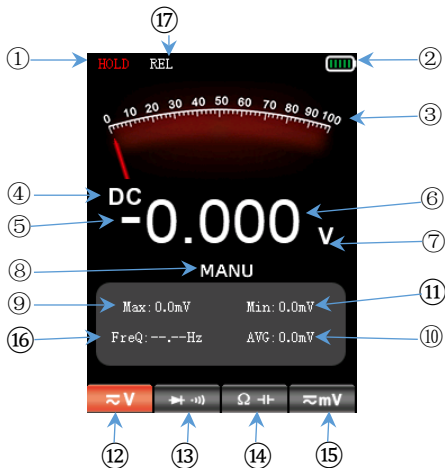 ⑰
① HOLD REL ②
0 10 20 30 40 50 60 70 80 90 100 ③
④ DC
⑤ -0.000 ⑥
V ⑦
⑧ MANU
⑨ Max:0.0mV Min:0.0mV ⑪
⑯ FreQ:--.--Hz AVG:0.0mV ⑩
V Ω mV
⑫ ⑬ ⑭ ⑮